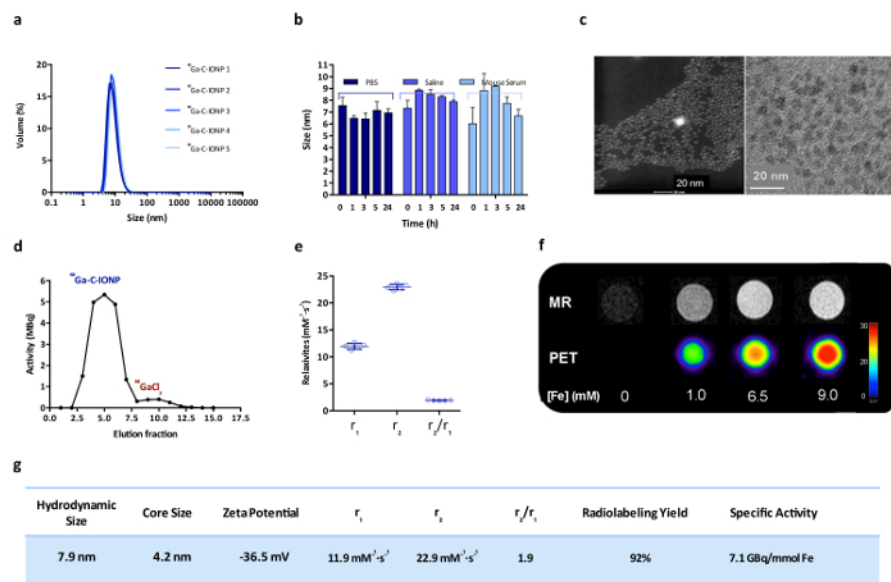 a
b
c
Volume (%)
20
15
10
5
0
0.1 1 10 100 1000 10000 100000
Size (nm)
⁶⁸Ga-C-IONP 1
⁶⁸Ga-C-IONP 2
⁶⁸Ga-C-IONP 3
⁶⁸Ga-C-IONP 4
⁶⁸Ga-C-IONP 5
Size (nm)
11
10
9
8
7
6
5
4
3
2
1
0
PBS Saline Mouse Serum
0 1 3 5 24 0 1 3 5 24 0 1 3 5 24
Time (h)
20 nm
20 nm
d
e
f
⁶⁸Ga-C-IONP
Activity (MBq)
6
5
4
3
2
1
0
⁶⁸GaCl₃
0.0 2.5 5.0 7.5 10.0 12.5 15.0 17.5
Elution fraction
Relaxivites (mM⁻¹·s⁻¹)
25
20
15
10
5
0
r₁ r₂ r₂/r₁
MR
PET
30
20
0
[Fe] (mM) 0 1.0 6.5 9.0
g
Hydrodynamic Size Core Size Zeta Potential r₁ r₂ r₂/r₁ Radiolabeling Yield Specific Activity
7.9 nm 4.2 nm -36.5 mV 11.9 mM⁻¹·s⁻¹ 22.9 mM⁻¹·s⁻¹ 1.9 92% 7.1 GBq/mmol Fe